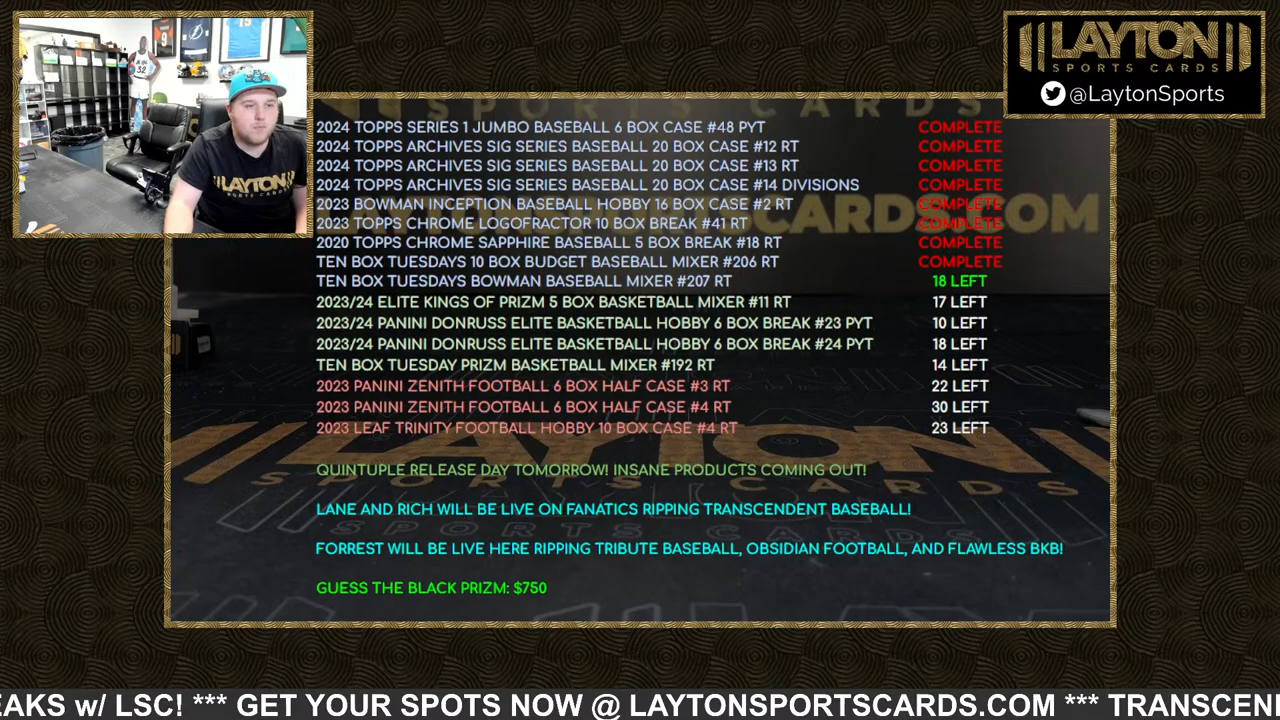 LAYTON
SPORTS CARDS
@LaytonSports
2024 TOPPS SERIES 1 JUMBO BASEBALL 6 BOX CASE #48 PYT COMPLETE
2024 TOPPS ARCHIVES SIG SERIES BASEBALL 20 BOX CASE #12 RT COMPLETE
2024 TOPPS ARCHIVES SIG SERIES BASEBALL 20 BOX CASE #13 RT COMPLETE
2024 TOPPS ARCHIVES SIG SERIES BASEBALL 20 BOX CASE #14 DIVISIONS COMPLETE
2023 BOWMAN INCEPTION BASEBALL HOBBY 16 BOX CASE #2 RT COMPLETE
2023 TOPPS CHROME LOGOFRACTOR 10 BOX BREAK #41 RT COMPLETE
2020 TOPPS CHROME SAPPHIRE BASEBALL 5 BOX BREAK #18 RT COMPLETE
TEN BOX TUESDAYS 10 BOX BUDGET BASEBALL MIXER #206 RT COMPLETE
TEN BOX TUESDAYS BOWMAN BASEBALL MIXER #207 RT 18 LEFT
2023/24 ELITE KINGS OF PRIZM 5 BOX BASKETBALL MIXER #11 RT 17 LEFT
2023/24 PANINI DONRUSS ELITE BASKETBALL HOBBY 6 BOX BREAK #23 PYT 10 LEFT
2023/24 PANINI DONRUSS ELITE BASKETBALL HOBBY 6 BOX BREAK #24 PYT 18 LEFT
TEN BOX TUESDAY PRIZM BASKETBALL MIXER #192 RT 14 LEFT
2023 PANINI ZENITH FOOTBALL 6 BOX HALF CASE #3 RT 22 LEFT
2023 PANINI ZENITH FOOTBALL 6 BOX HALF CASE #4 RT 30 LEFT
2023 LEAF TRINITY FOOTBALL HOBBY 10 BOX CASE #4 RT 23 LEFT
QUINTUPLE RELEASE DAY TOMORROW! INSANE PRODUCTS COMING OUT!
LANE AND RICH WILL BE LIVE ON FANATICS RIPPING TRANSCENDENT BASEBALL!
FORREST WILL BE LIVE HERE RIPPING TRIBUTE BASEBALL, OBSIDIAN FOOTBALL, AND FLAWLESS BKB!
GUESS THE BLACK PRIZM: $750
EAKS w/ LSC! *** GET YOUR SPOTS NOW @ LAYTONSPORTSCARDS.COM *** TRANSCEN